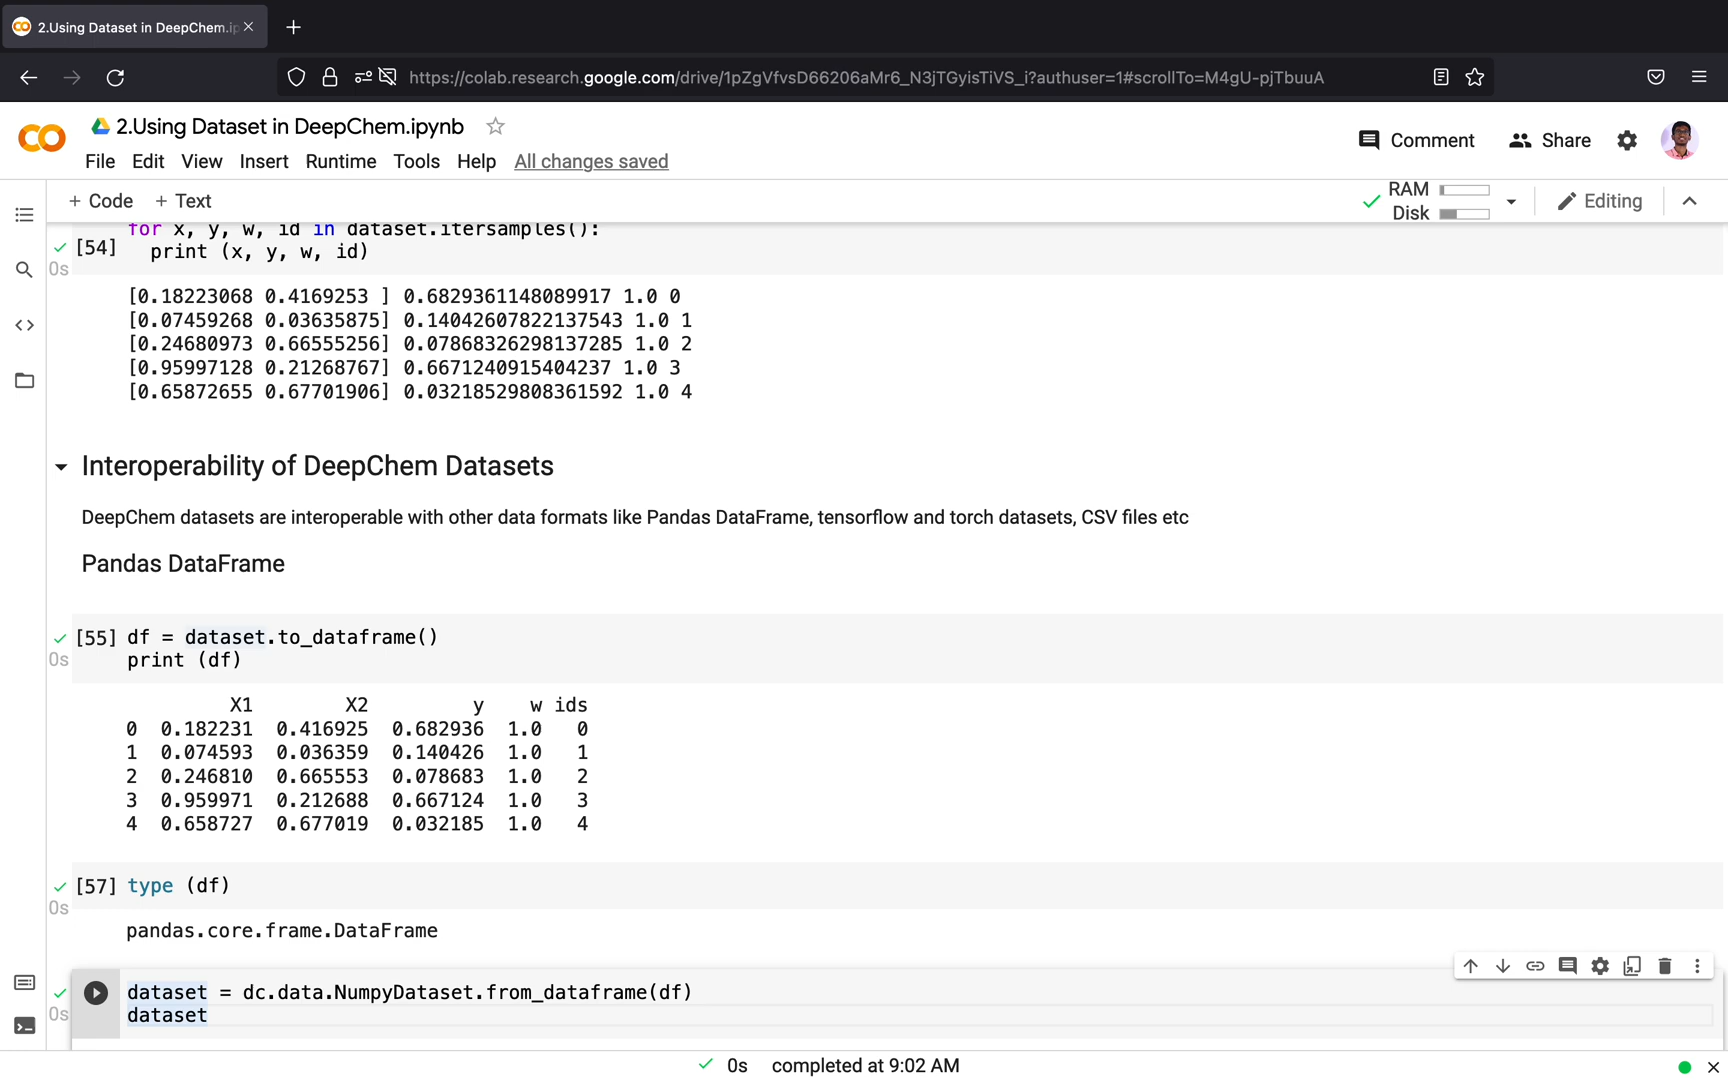 2.Using Dataset in DeepChem.ip
https://colab.research.google.com/drive/1pZgVfvsD66206aMr6_N3jTGyisTiVS_i?authuser=1#scrollTo=M4gU-pjTbuuA
2.Using Dataset in DeepChem.ipynb
Comment
Share
File Edit View Insert Runtime Tools Help All changes saved
+ Code + Text
RAM
Disk
Editing
for x, y, w, id in dataset.itersamples():
[54]
print (x, y, w, id)
0s
[0.18223068 0.4169253 ] 0.6829361148089917 1.0 0
[0.07459268 0.03635875] 0.14042607822137543 1.0 1
[0.24680973 0.66555256] 0.07868326298137285 1.0 2
[0.95997128 0.21268767] 0.6671240915404237 1.0 3
[0.65872655 0.67701906] 0.03218529808361592 1.0 4
Interoperability of DeepChem Datasets
DeepChem datasets are interoperable with other data formats like Pandas DataFrame, tensorflow and torch datasets, CSV files etc
Pandas DataFrame
[55] df = dataset.to_dataframe()
0s print (df)
X1 X2 y w ids
0 0.182231 0.416925 0.682936 1.0 0
1 0.074593 0.036359 0.140426 1.0 1
2 0.246810 0.665553 0.078683 1.0 2
3 0.959971 0.212688 0.667124 1.0 3
4 0.658727 0.677019 0.032185 1.0 4
[57] type (df)
0s
pandas.core.frame.DataFrame
dataset = dc.data.NumpyDataset.from_dataframe(df)
0s dataset
0s completed at 9:02 AM